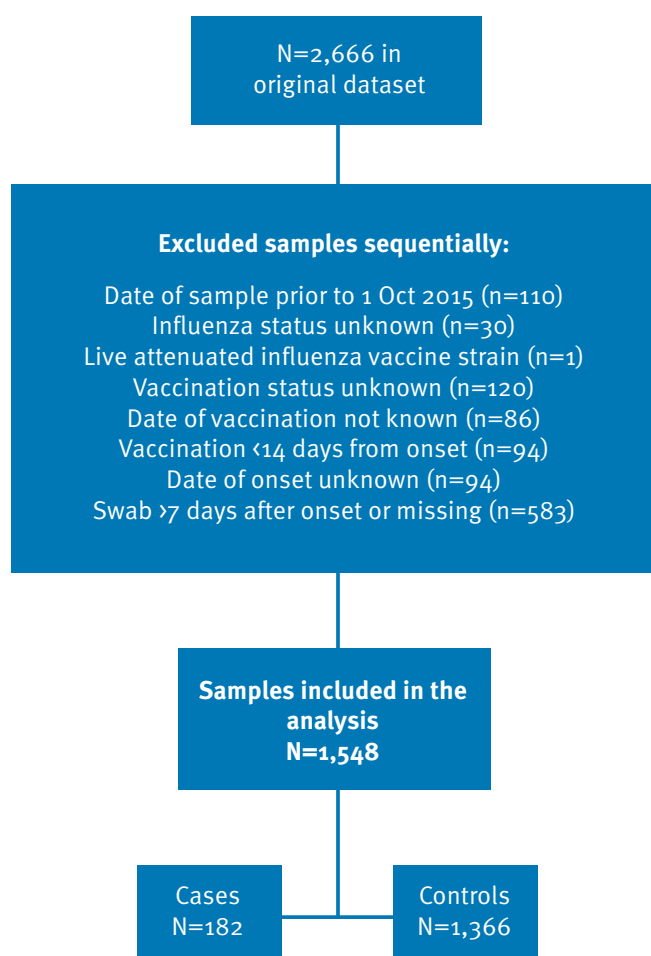 N=2,666 in
original dataset
Excluded samples sequentially:
Date of sample prior to 1 Oct 2015 (n=110)
Influenza status unknown (n=30)
Live attenuated influenza vaccine strain (n=1)
Vaccination status unknown (n=120)
Date of vaccination not known (n=86)
Vaccination <14 days from onset (n=94)
Date of onset unknown (n=94)
Swab >7 days after onset or missing (n=583)
Samples included in the
analysis
N=1,548
Cases
N=182
Controls
N=1,366